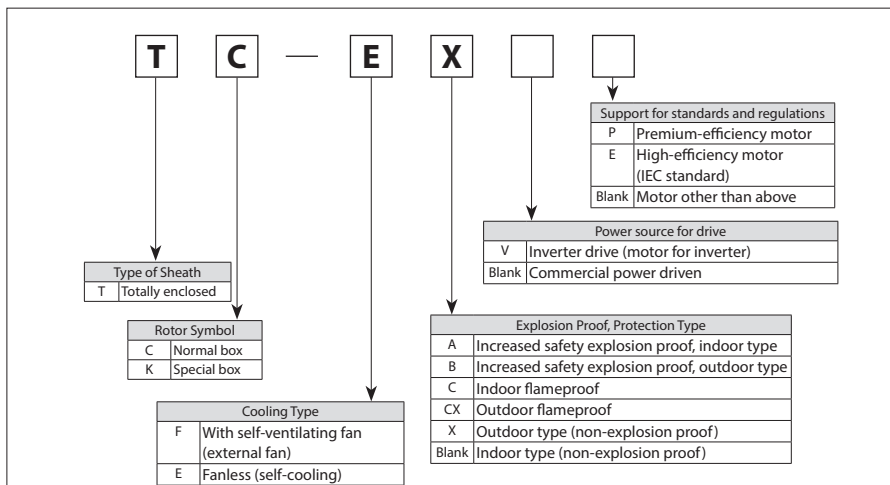 T C — E X
Support for standards and regulations
P Premium-efficiency motor
E High-efficiency motor
(IEC standard)
Blank Motor other than above
Power source for drive
V Inverter drive (motor for inverter)
Blank Commercial power driven
Type of Sheath
T Totally enclosed
Rotor Symbol
C Normal box
K Special box
Explosion Proof, Protection Type
A Increased safety explosion proof, indoor type
B Increased safety explosion proof, outdoor type
C Indoor flameproof
CX Outdoor flameproof
X Outdoor type (non-explosion proof)
Blank Indoor type (non-explosion proof)
Cooling Type
F With self-ventilating fan
(external fan)
E Fanless (self-cooling)